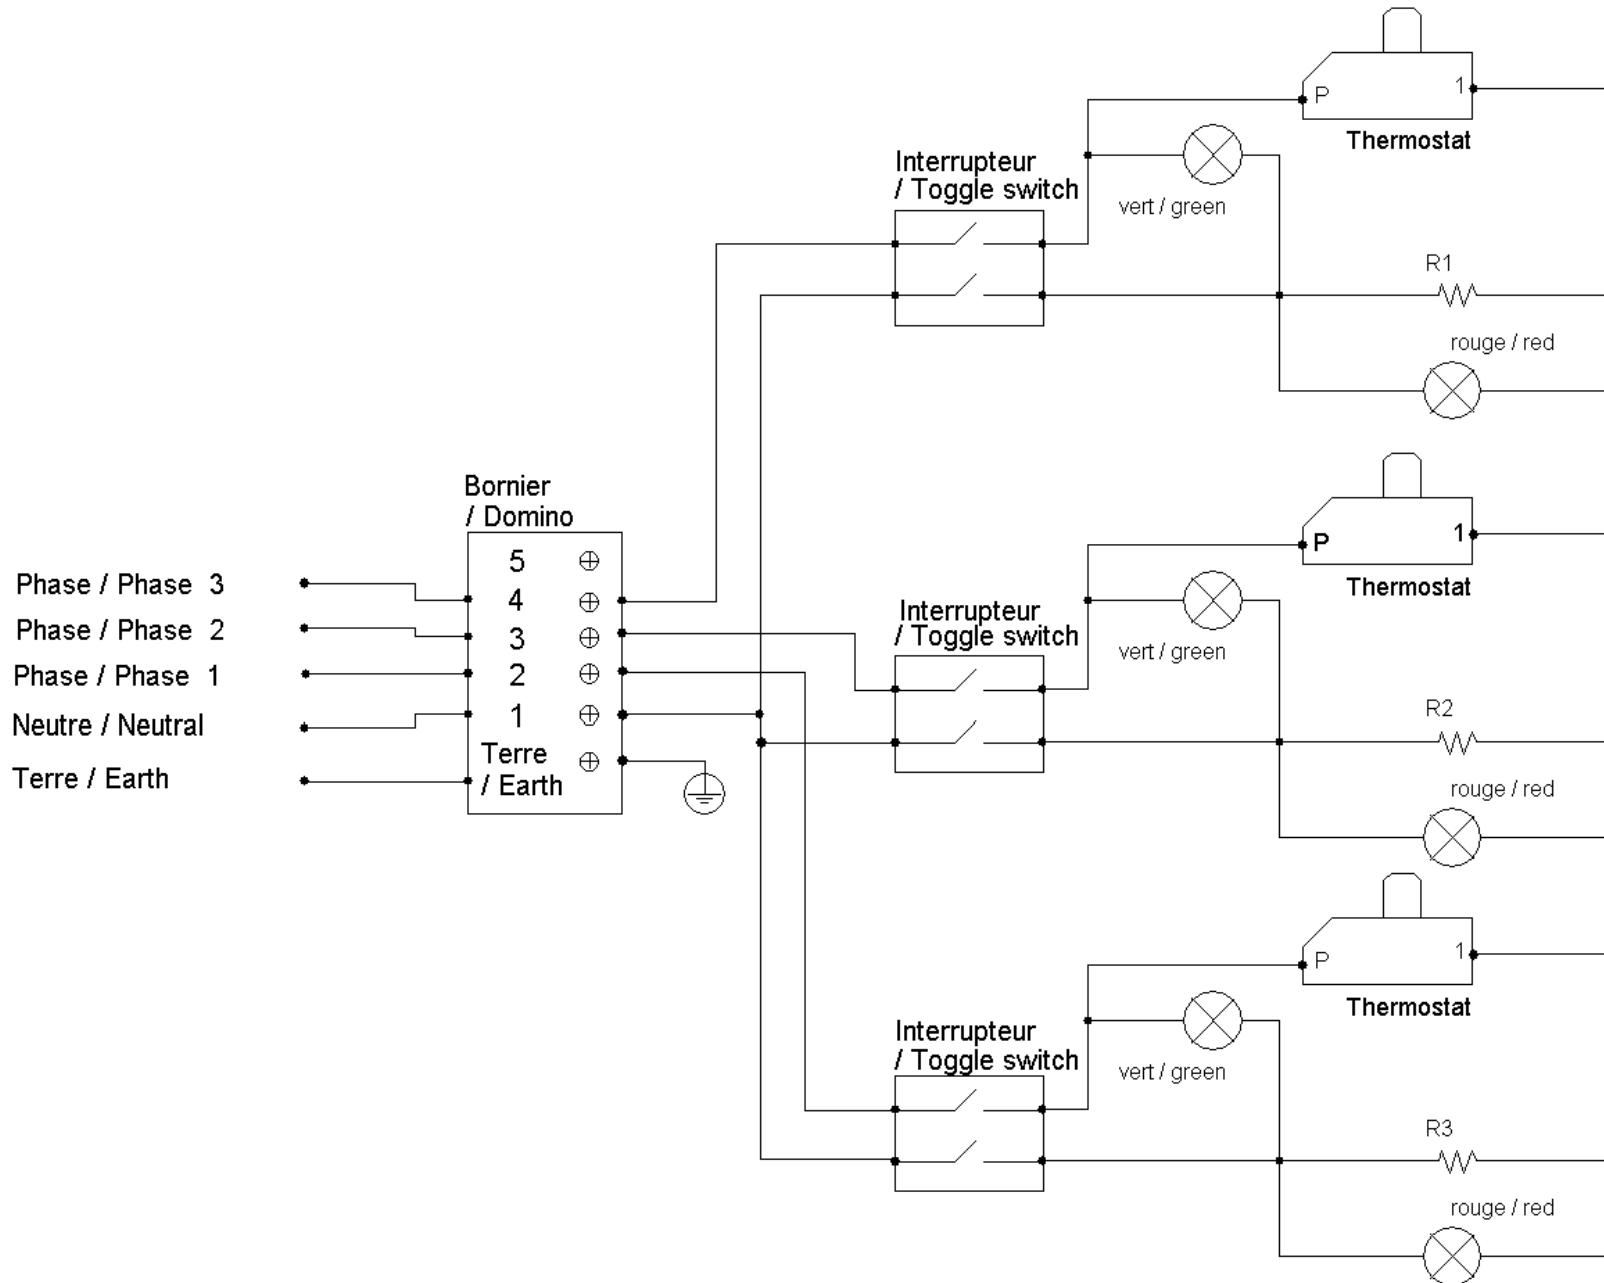 P
1
Thermostat
Interrupteur
/ Toggle switch
vert / green
R1
rouge / red
Bornier
/ Domino
5
4
3
2
1
Terre
/ Earth
Phase / Phase 3
Phase / Phase 2
Phase / Phase 1
Neutre / Neutral
Terre / Earth
P
1
Thermostat
Interrupteur
/ Toggle switch
vert / green
R2
rouge / red
P
1
Thermostat
Interrupteur
/ Toggle switch
vert / green
R3
rouge / red